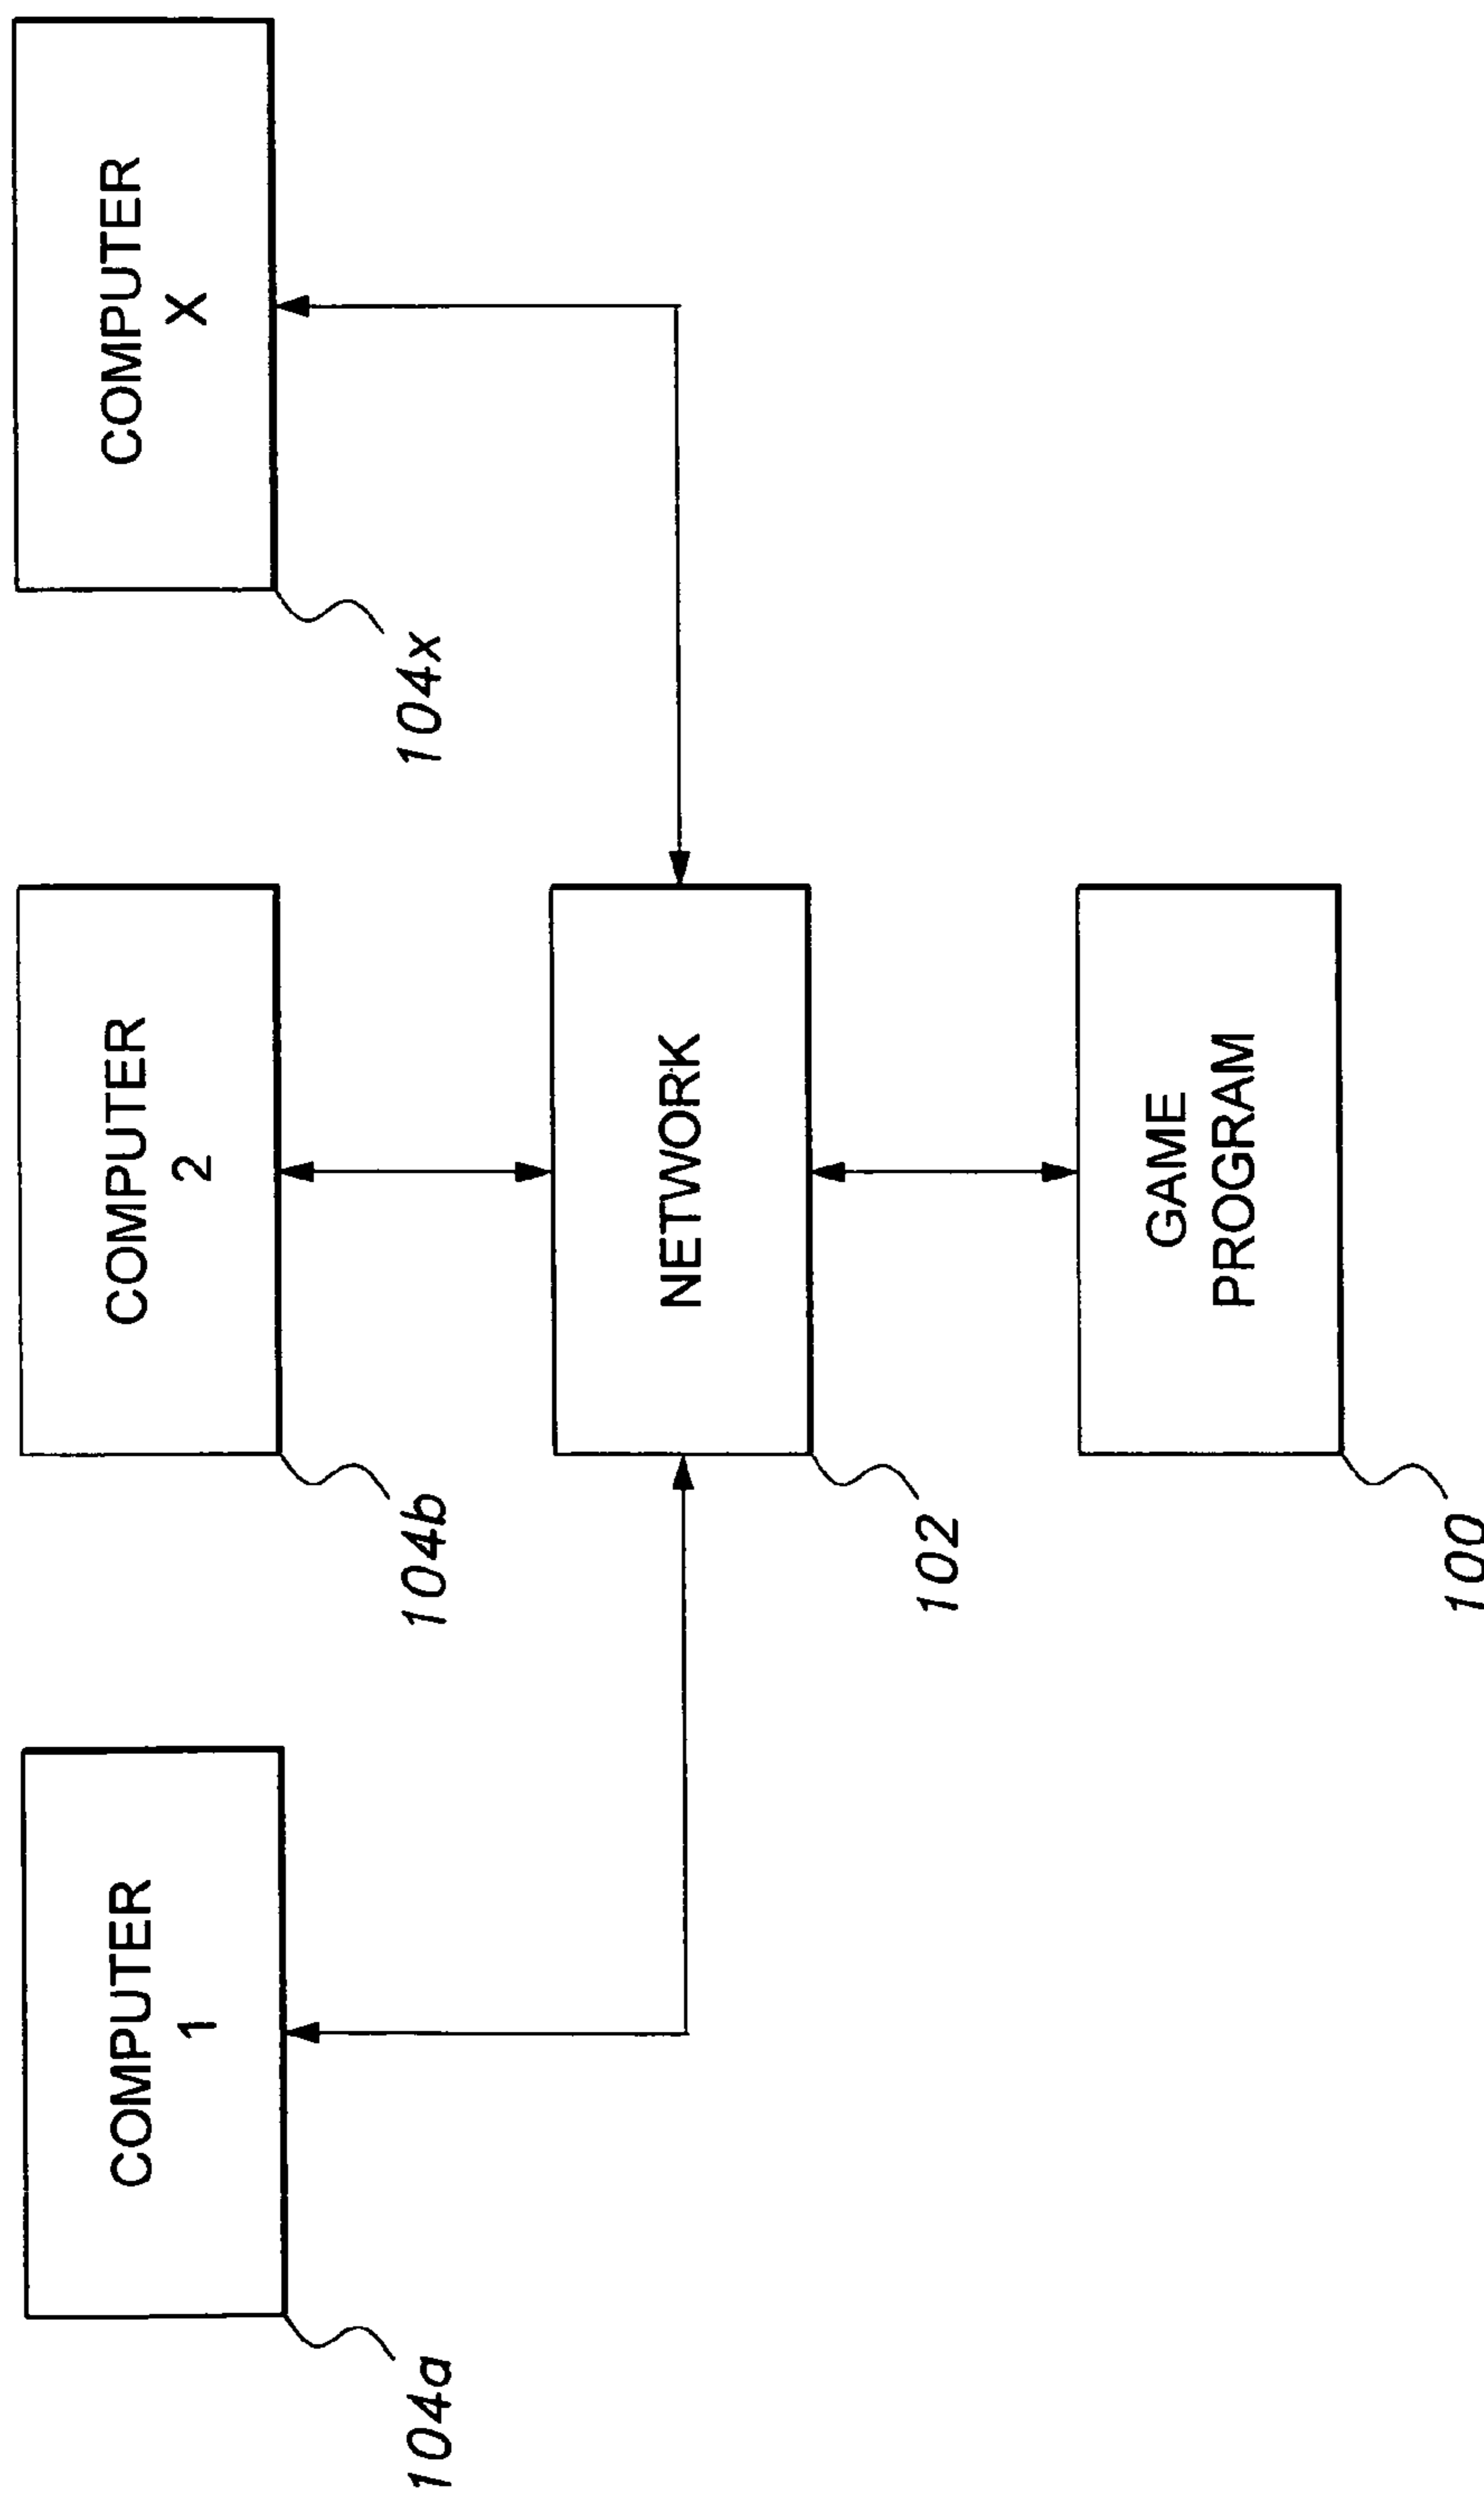 COMPUTER
1
104a
COMPUTER
2
104b
COMPUTER
X
104x
NETWORK
102
GAME
PROGRAM
100